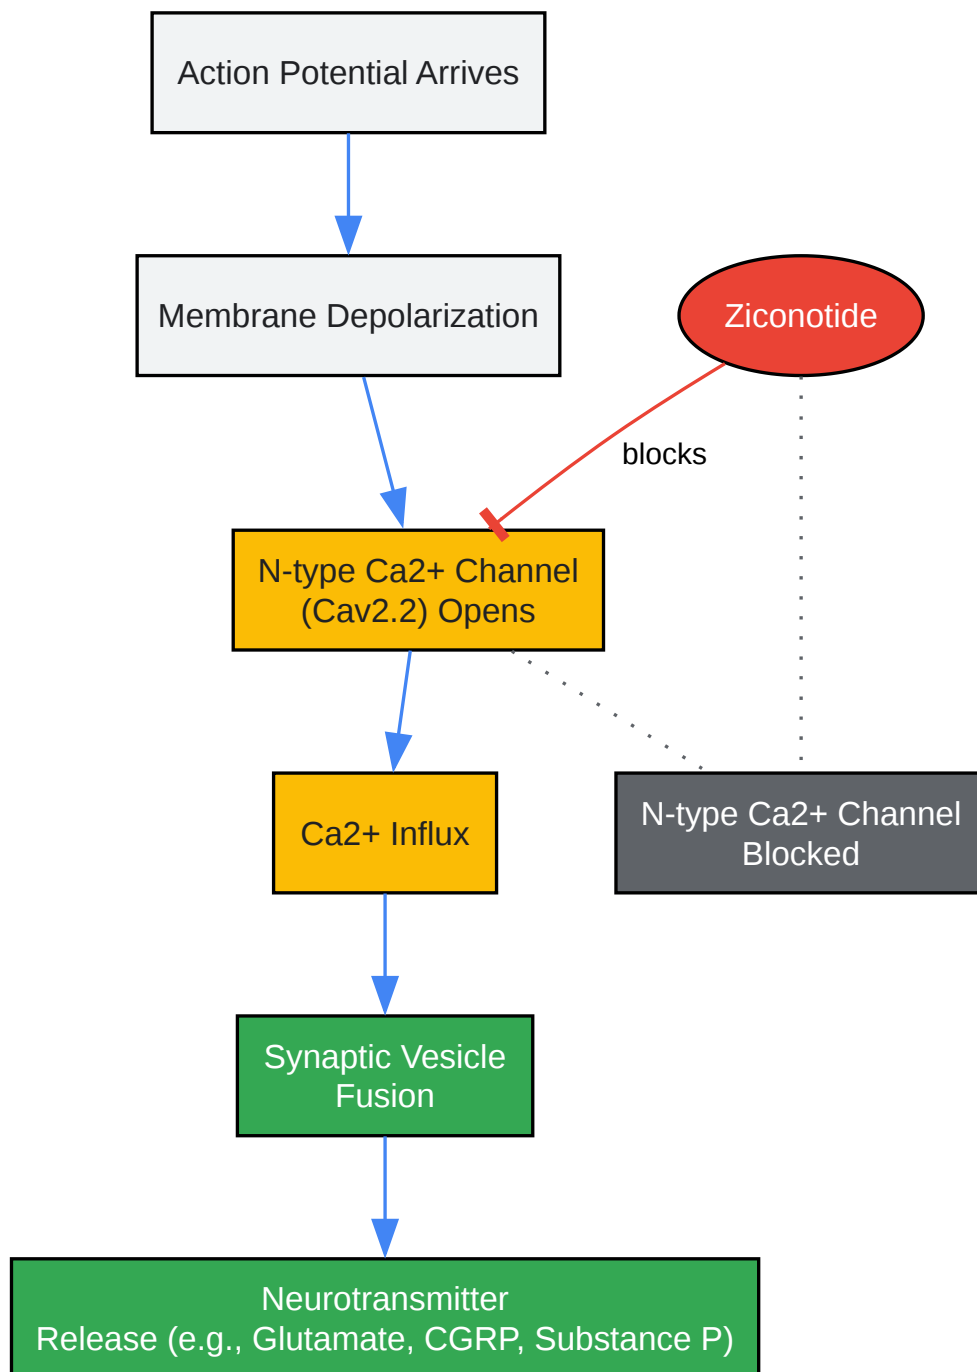 Action Potential Arrives
Membrane Depolarization
Ziconotide
blocks
N-type Ca2+ Channel
(Cav2.2) Opens
Ca2+ Influx
N-type Ca2+ Channel
Blocked
Synaptic Vesicle
Fusion
Neurotransmitter
Release (e.g., Glutamate, CGRP, Substance P)